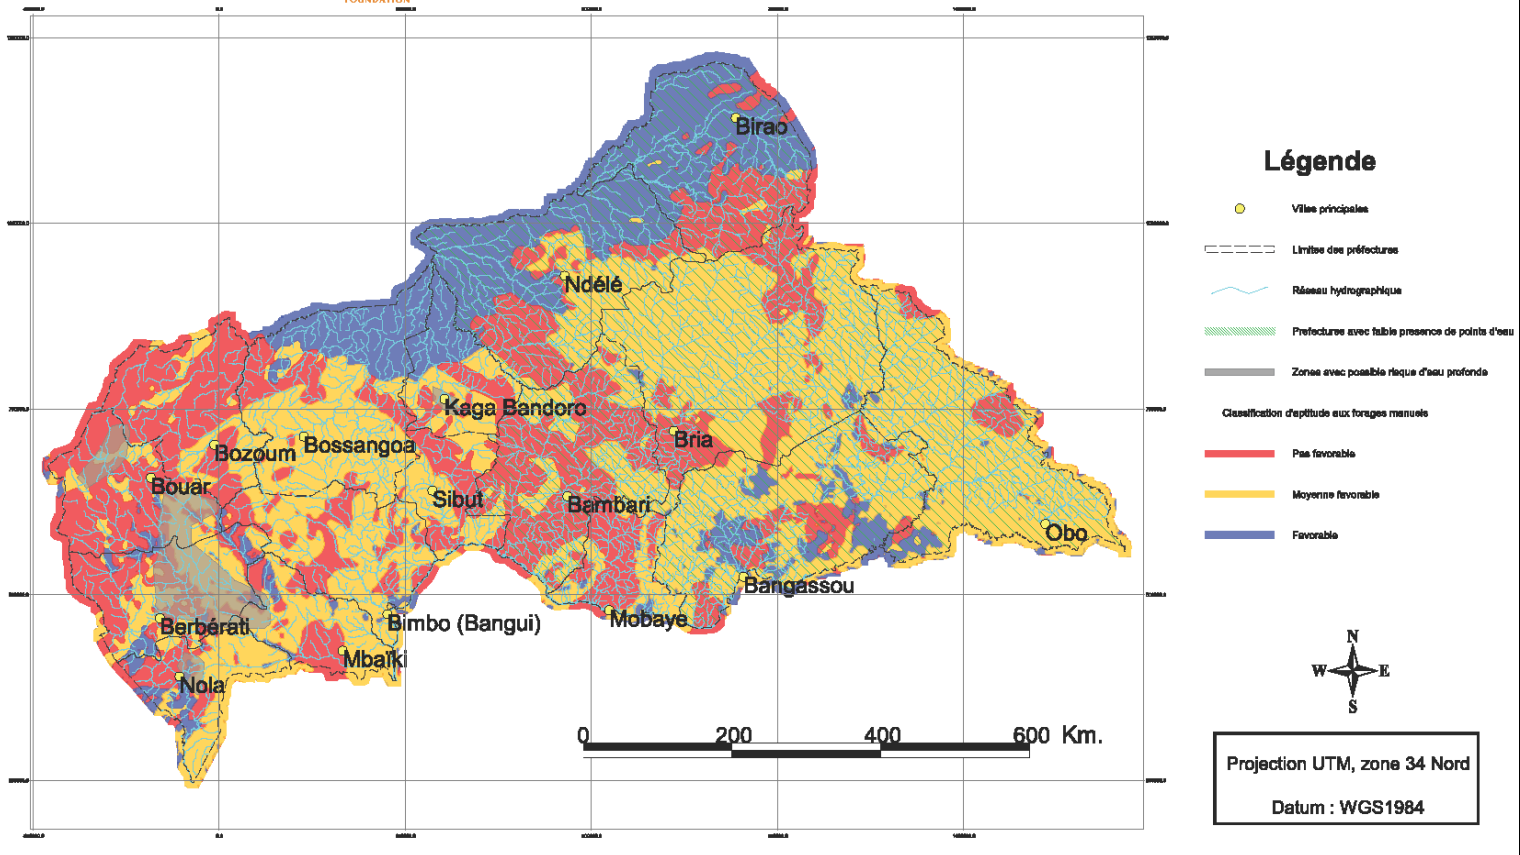 FOUNDATION
Birao
Ndélé
Kaga Bandoro
Bria
Bossangoa
Bozoum
Bouar
Sibut
Bambari
Obo
Bangassou
Mobaye
Bimbo (Bangui)
Berbérati
Mbaïki
Nola
0 200 400 600 Km.
Légende
Villes principales
Limites des préfectures
Réseau hydrographique
Prefectures avec faible presence de points d'eau
Zones avec possible risque d'eau profonde
Classification d'aptitude aux forages manuels
Pas favorable
Moyenne favorable
Favorable
N
W E
S
Projection UTM, zone 34 Nord
Datum : WGS1984